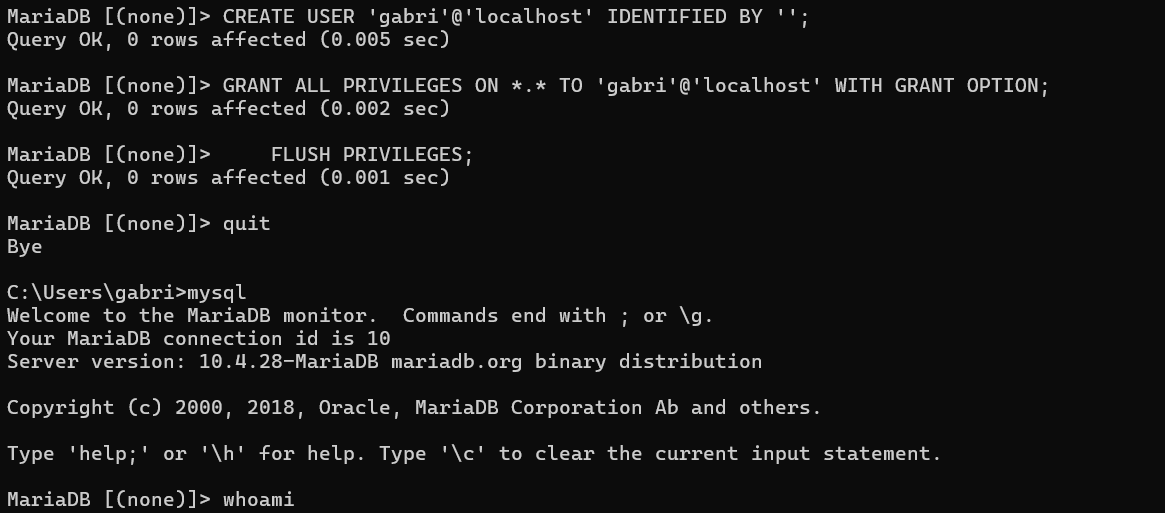 MariaDB [(none)]> CREATE USER 'gabri'@'localhost' IDENTIFIED BY '';
Query OK, 0 rows affected (0.005 sec)
MariaDB [(none)]> GRANT ALL PRIVILEGES ON *.* TO 'gabri'@'localhost' WITH GRANT OPTION;
Query OK, 0 rows affected (0.002 sec)
MariaDB [(none)]>     FLUSH PRIVILEGES;
Query OK, 0 rows affected (0.001 sec)
MariaDB [(none)]> quit
Bye
C:\Users\gabri>mysql
Welcome to the MariaDB monitor.  Commands end with ; or \g.
Your MariaDB connection id is 10
Server version: 10.4.28-MariaDB mariadb.org binary distribution
Copyright (c) 2000, 2018, Oracle, MariaDB Corporation Ab and others.
Type 'help;' or '\h' for help. Type '\c' to clear the current input statement.
MariaDB [(none)]> whoami